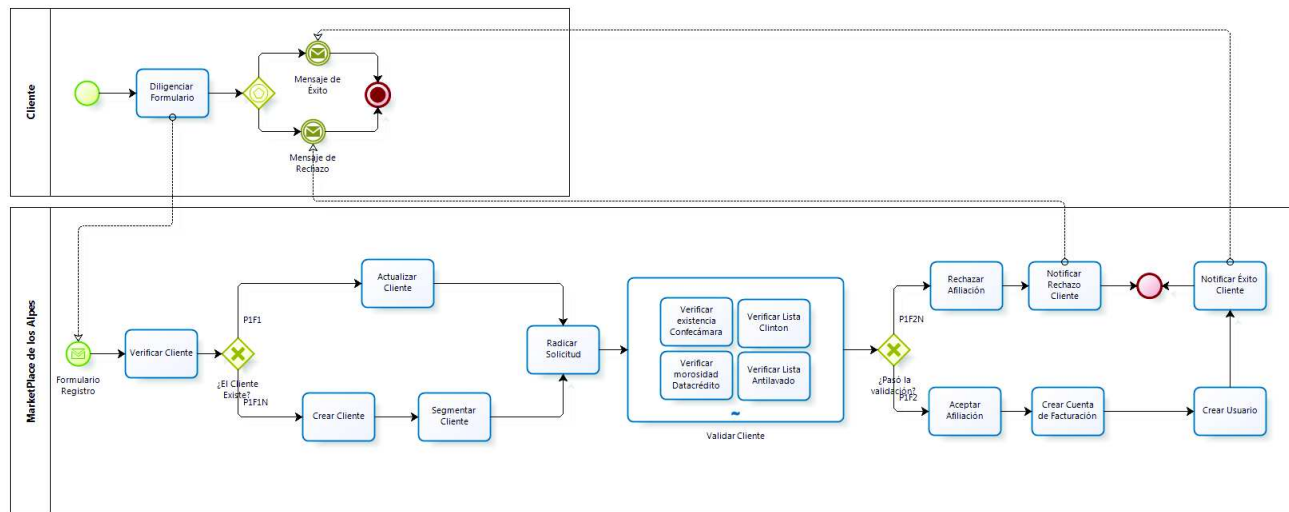 Cliente
Diligenciar
Formulario
Mensaje de
Éxito
Mensaje de
Rechazo
MarketPlace de los Alpes
Formulario
Registro
Verificar Cliente
¿El Cliente
Existe?
P1F1
P1F1N
Actualizar
Cliente
Crear Cliente
Segmentar
Cliente
Radicar
Solicitud
Verificar
existencia
Confecámara
Verificar Lista
Clinton
Verificar
morosidad
Datacrédito
Verificar Lista
Antilavado
Validar Cliente
¿Pasó la
validación?
P1F2N
P1F2
Rechazar
Afiliación
Notificar
Rechazo
Cliente
Notificar Éxito
Cliente
Aceptar
Afiliación
Crear Cuenta
de Facturación
Crear Usuario